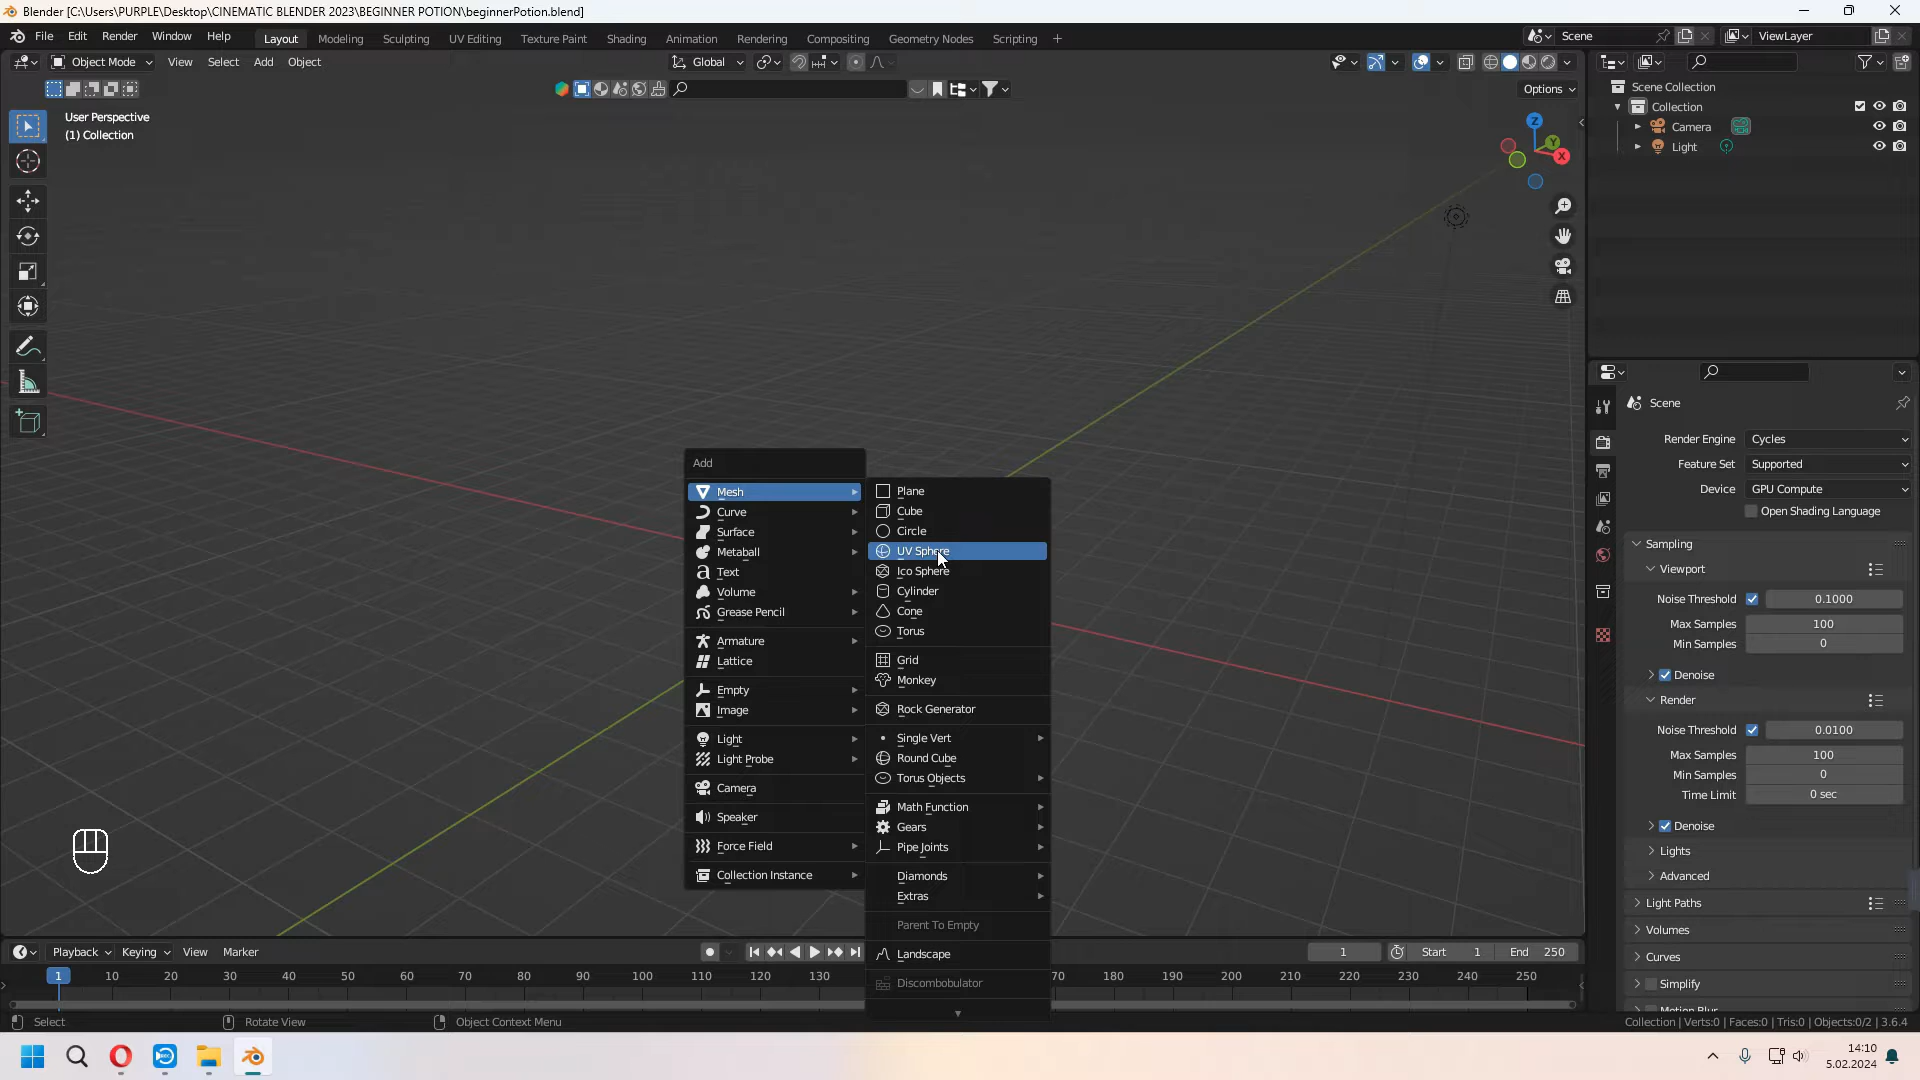 Blender [C:\Users\PURPLE\Desktop\CINEMATIC BLENDER 2023\BEGINNER POTION\beginnerPotion.blend]
File Edit Render Window Help Layout Modeling Sculpting UV Editing Texture Paint Shading Animation Rendering Compositing Geometry Nodes Scripting + Scene ViewLayer
Object Mode View Select Add Object Global
Options
User Perspective
(1) Collection
Z
Y
X
Scene Collection
Collection
Camera
Light
Scene
Render Engine Cycles
Feature Set Supported
Device GPU Compute
Open Shading Language
Sampling
Viewport
Noise Threshold 0.1000
Max Samples 100
Min Samples 0
Denoise
Render
Noise Threshold 0.0100
Max Samples 100
Min Samples 0
Time Limit 0 sec
Denoise
Lights
Advanced
Light Paths
Volumes
Curves
Simplify
Motion Blur
Add
Mesh
Curve
Surface
Metaball
Text
Volume
Grease Pencil
Armature
Lattice
Empty
Image
Light
Light Probe
Camera
Speaker
Force Field
Collection Instance
Plane
Cube
Circle
UV Sphere
Ico Sphere
Cylinder
Cone
Torus
Grid
Monkey
Rock Generator
Single Vert
Round Cube
Torus Objects
Math Function
Gears
Pipe Joints
Diamonds
Extras
Parent To Empty
Landscape
Discombobulator
Playback Keying View Marker 1 Start 1 End 250
1 10 20 30 40 50 60 70 80 90 100 110 120 130 70 180 190 200 210 220 230 240 250
Select Rotate View Object Context Menu Collection | Verts:0 | Faces:0 | Tris:0 | Objects:0/2 | 3.6.4
14:10
5.02.2024